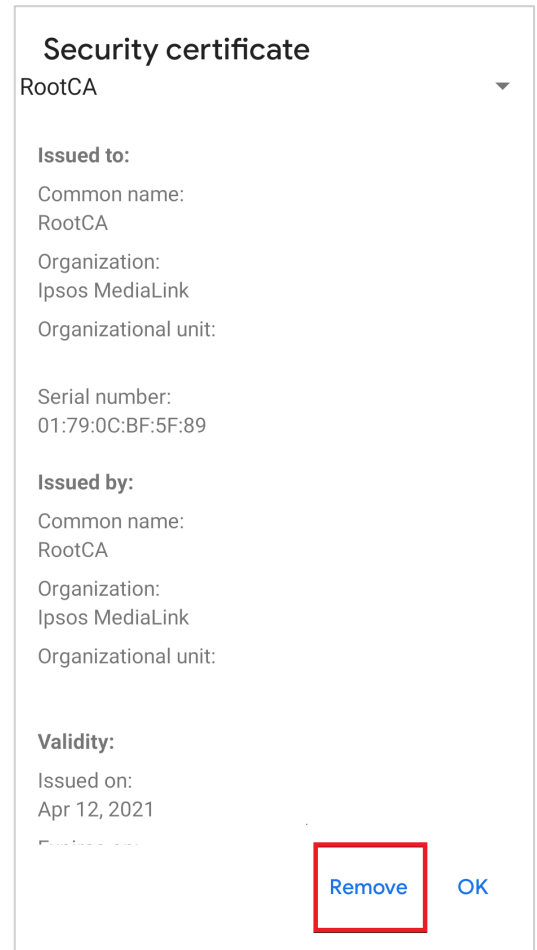 Security certificate
RootCA
Issued to:
Common name:
RootCA
Organization:
Ipsos MediaLink
Organizational unit:
Serial number:
01:79:0C:BF:5F:89
Issued by:
Common name:
RootCA
Organization:
Ipsos MediaLink
Organizational unit:
Validity:
Issued on:
Apr 12, 2021
Remove OK